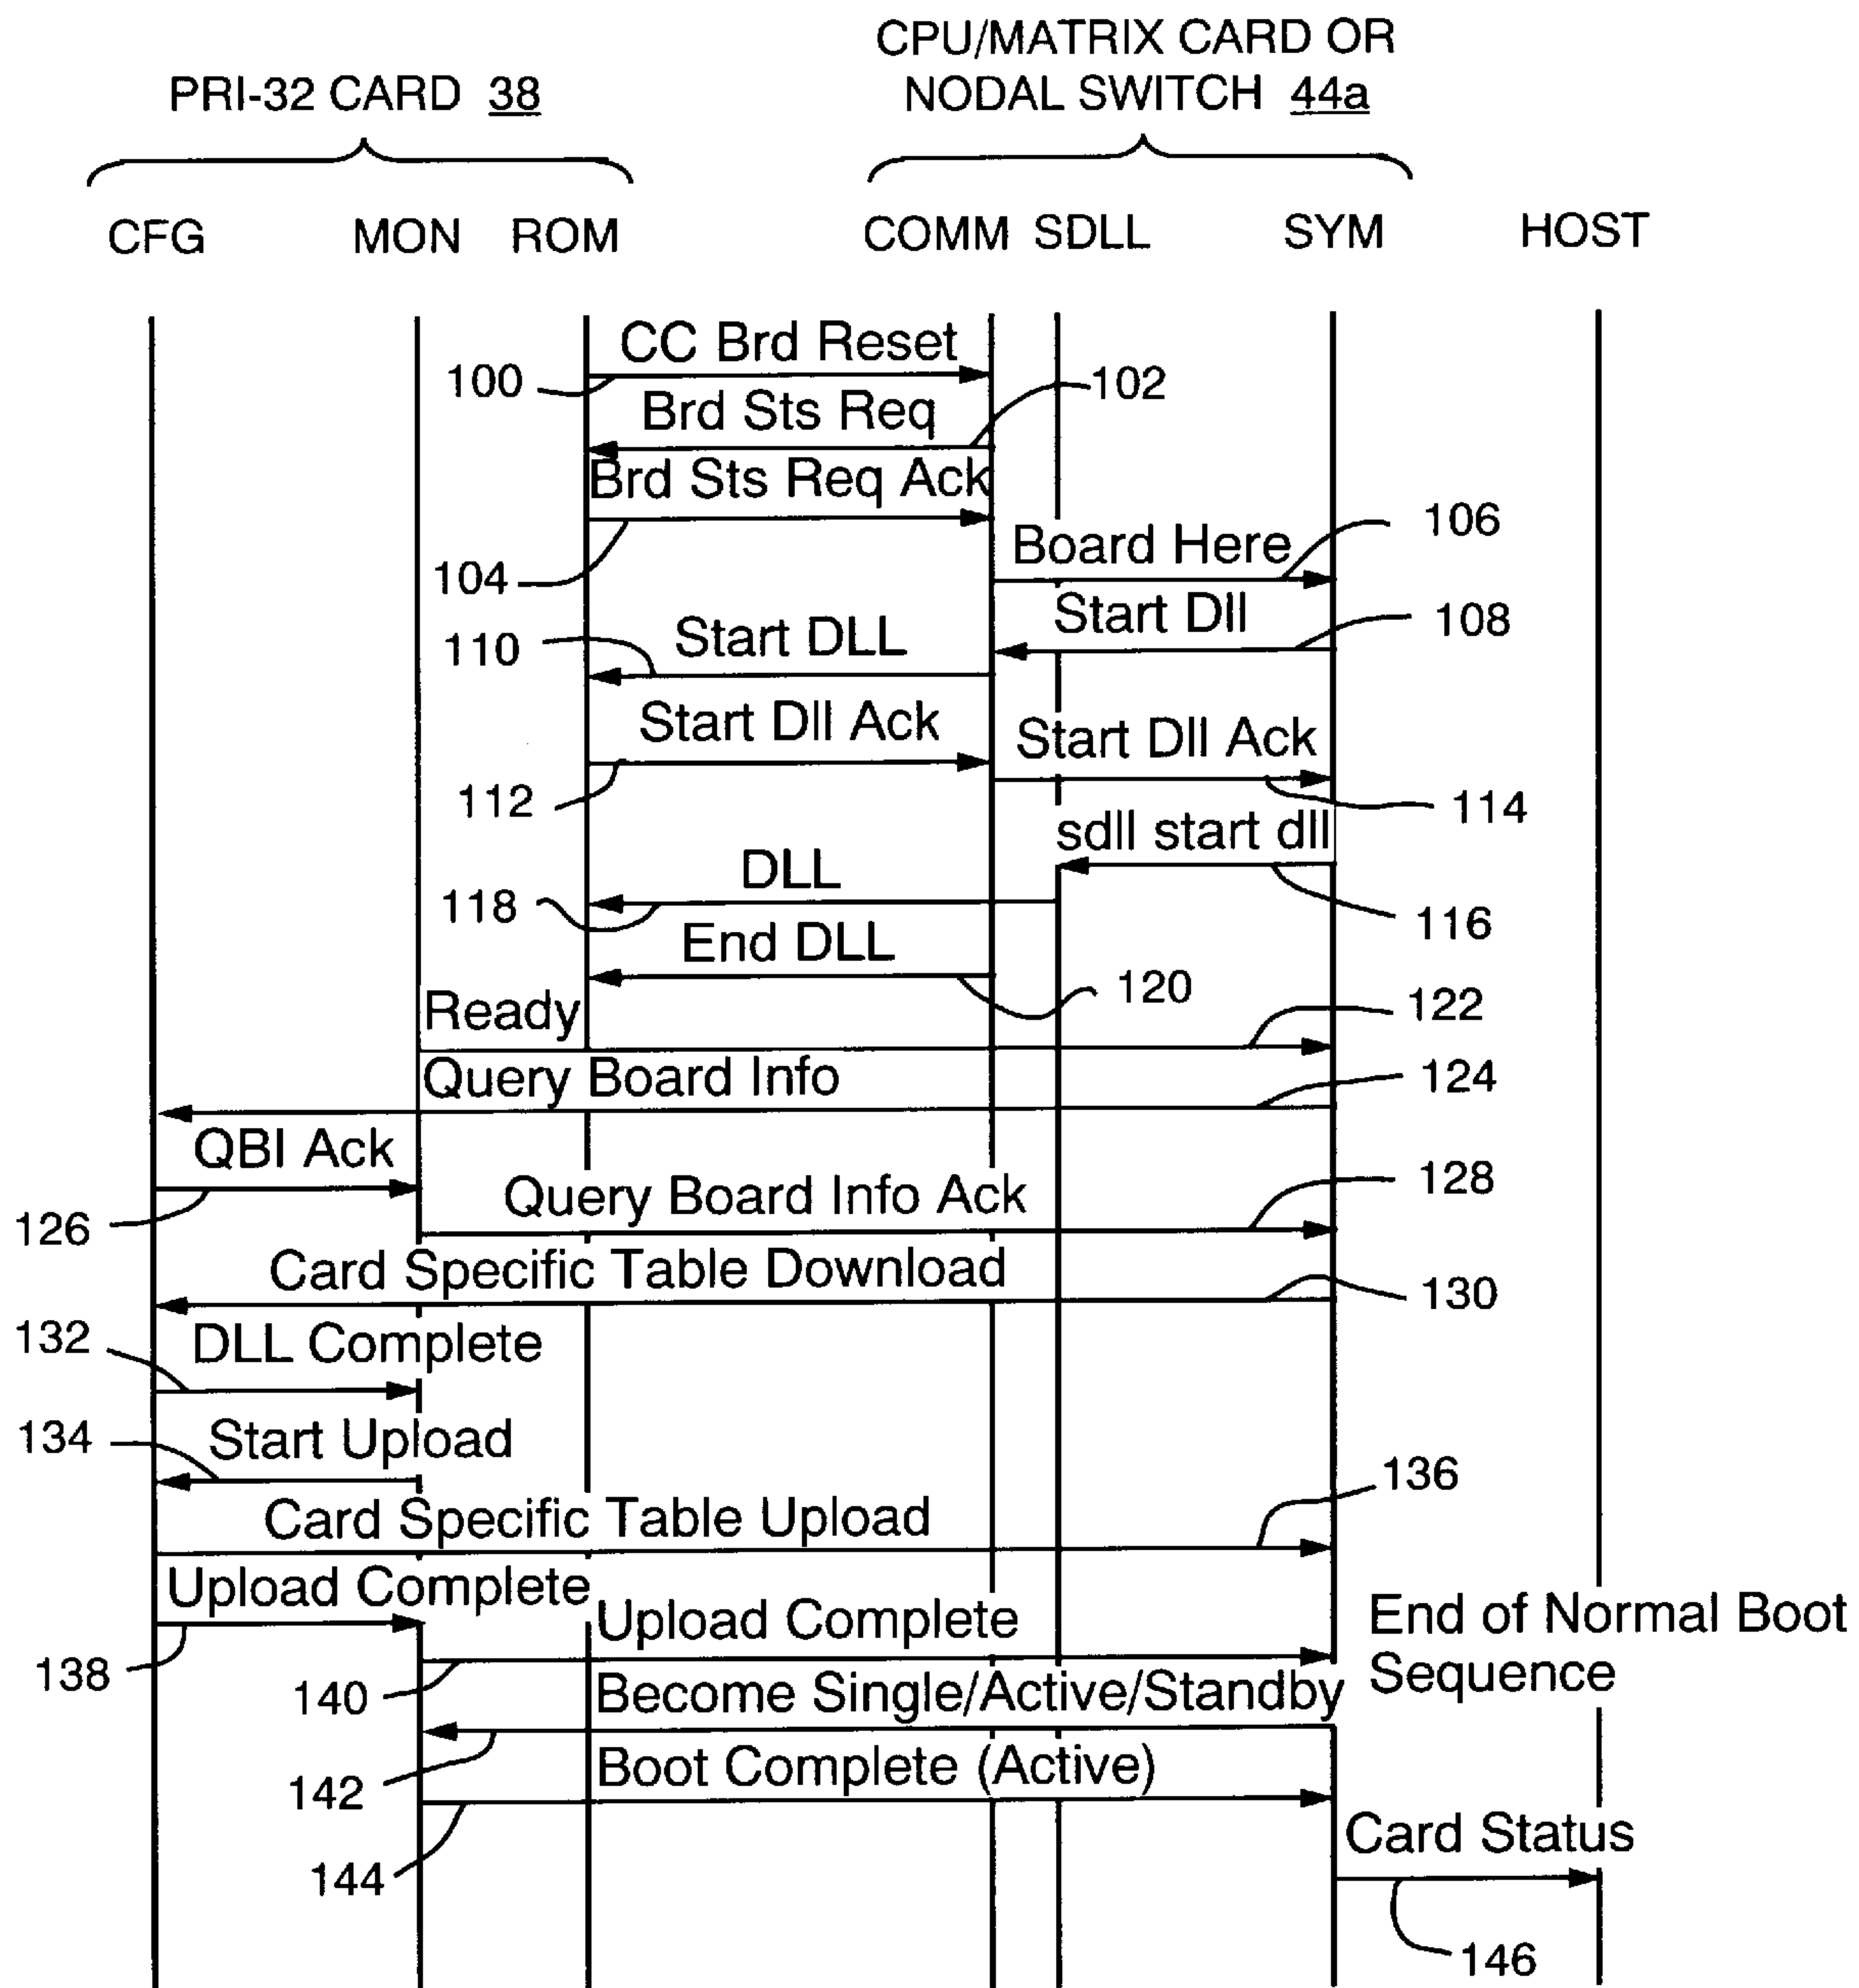 CPU/MATRIX CARD OR
PRI-32 CARD 38
NODAL SWITCH 44a
CFG MON ROM COMM SDLL SYM HOST
CC Brd Reset
100
102
Brd Sts Req
Brd Sts Req Ack
106
104
Board Here
Start Dll
108
110
Start DLL
Start Dll Ack
Start Dll Ack
112
114
sdll start dll
DLL
118
116
End DLL
120
Ready
122
Query Board Info
124
QBI Ack
128
Query Board Info Ack
126
Card Specific Table Download
130
132
DLL Complete
134
Start Upload
136
Card Specific Table Upload
Upload Complete
Upload Complete
End of Normal Boot
Sequence
138
140
Become Single/Active/Standby
142
Boot Complete (Active)
Card Status
144
146